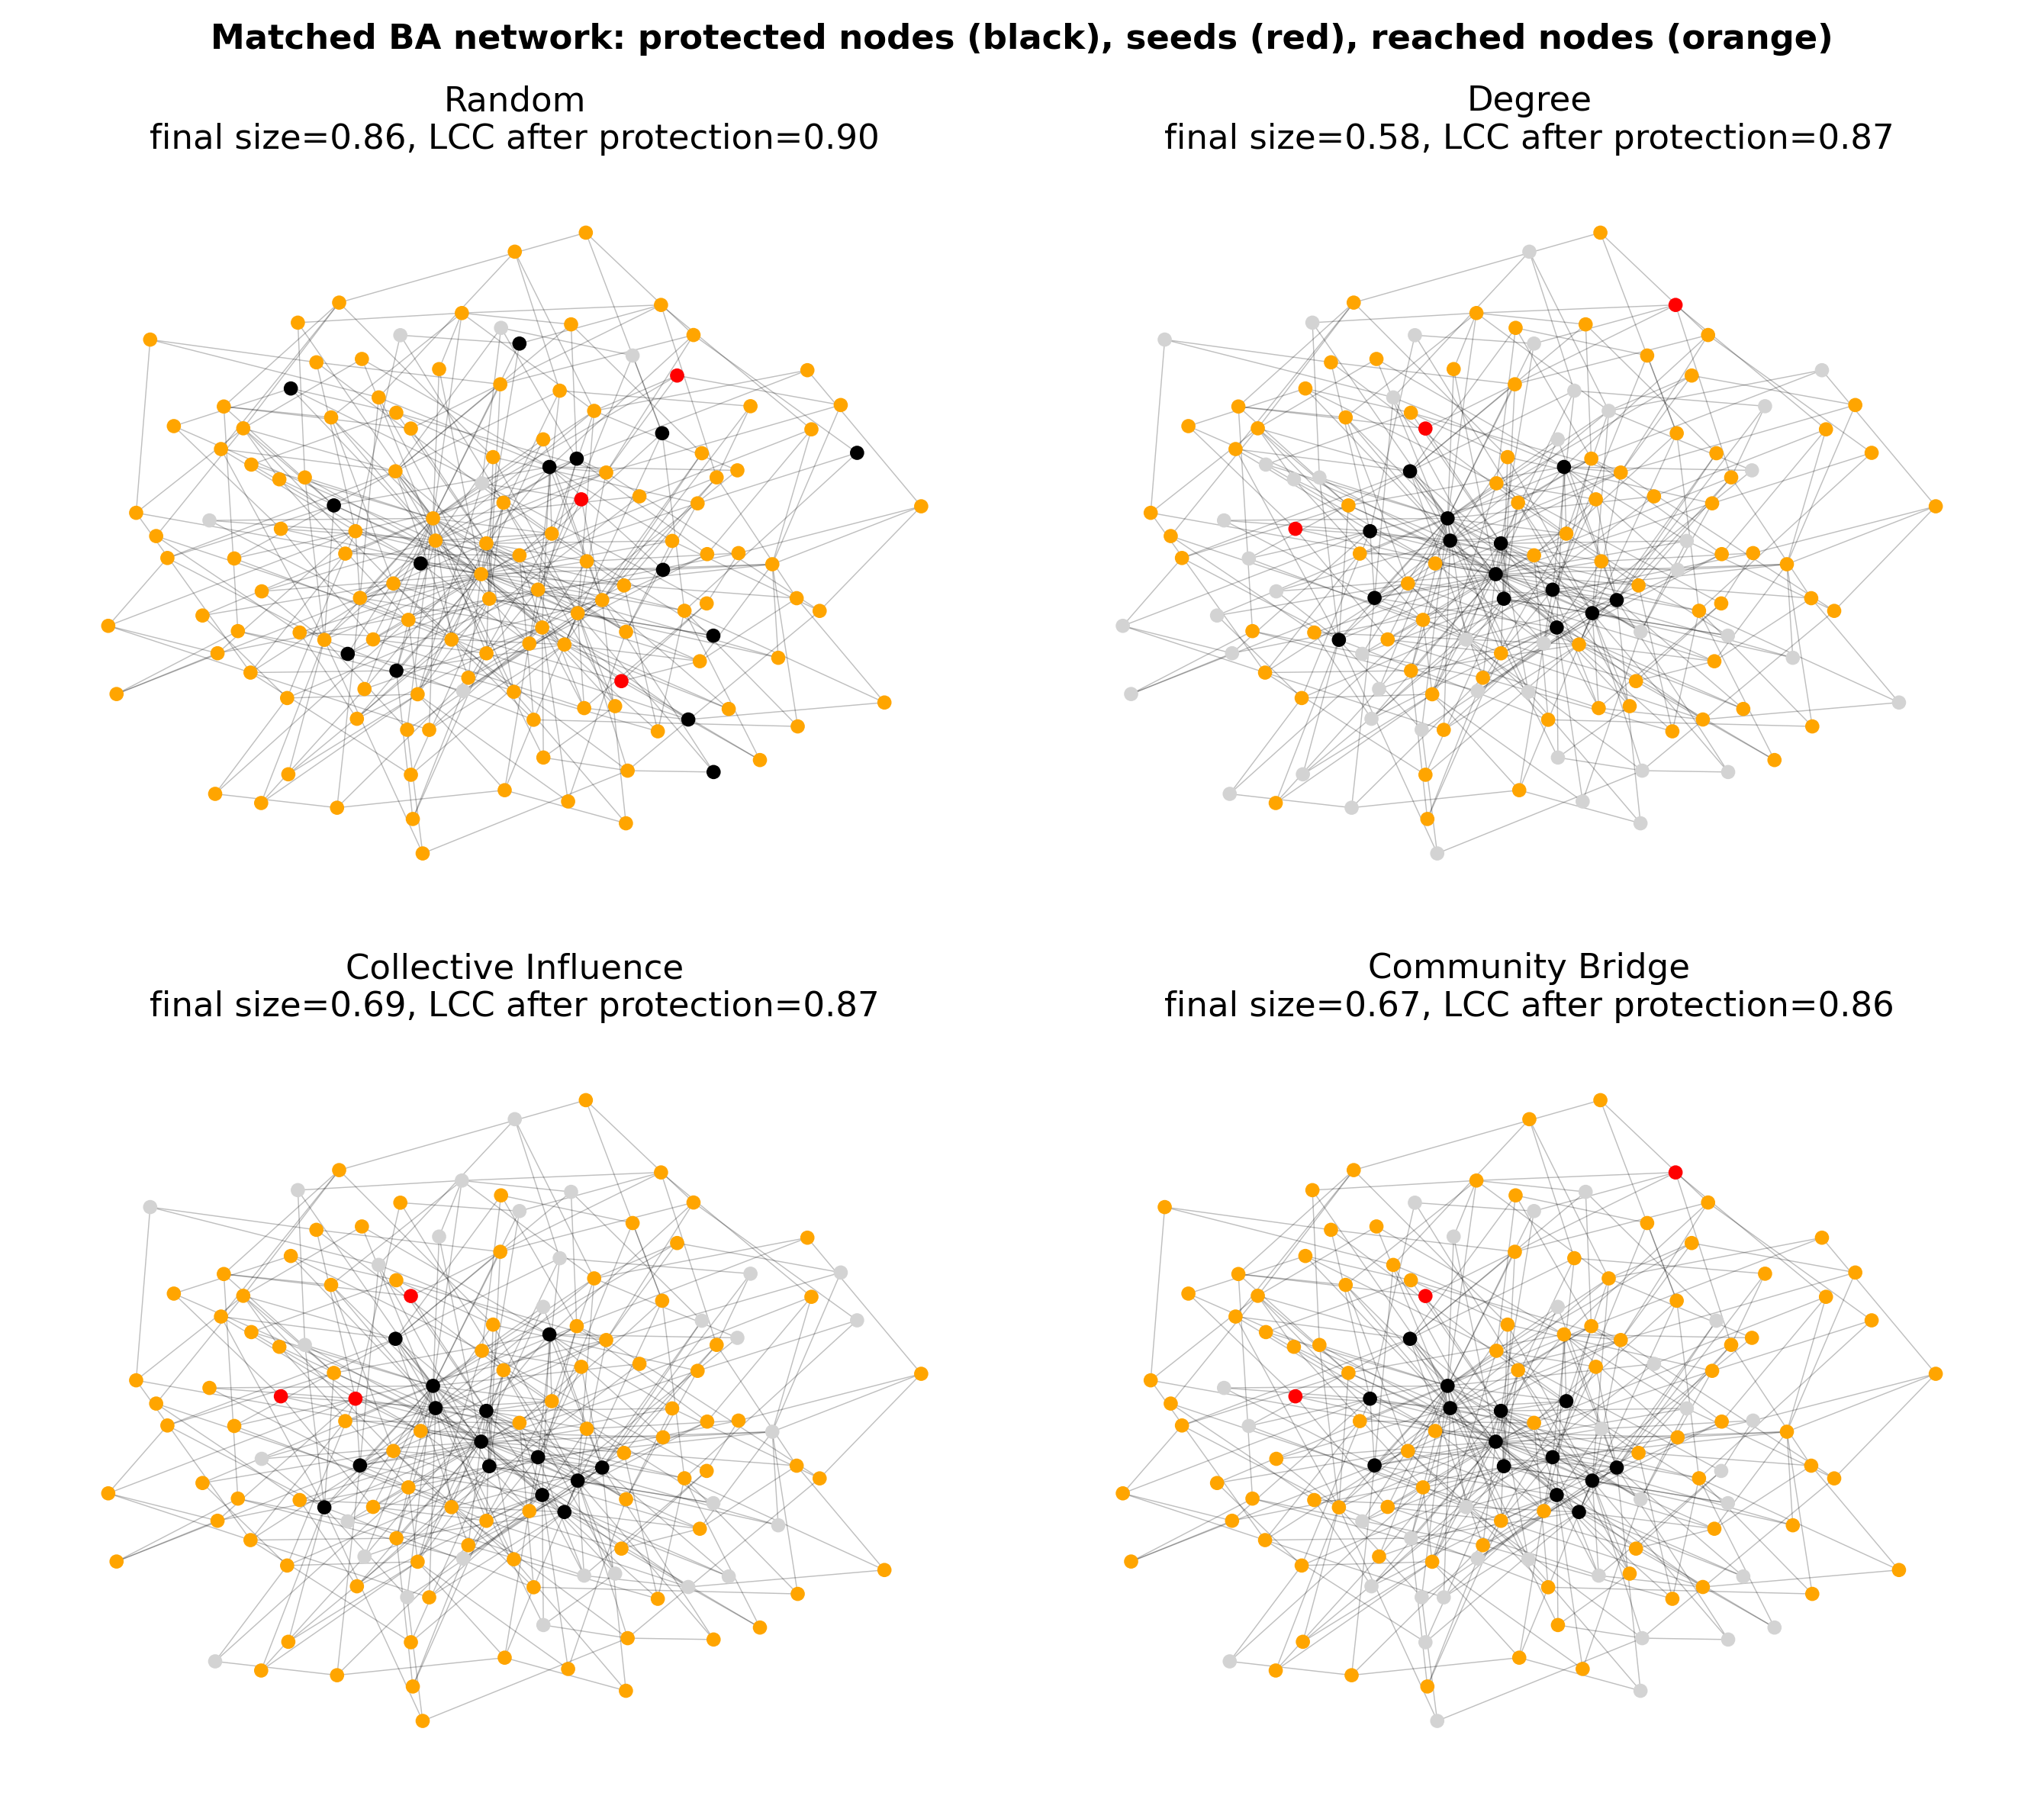 Matched BA network: protected nodes (black), seeds (red), reached nodes (orange)
Random
final size=0.86, LCC after protection=0.90
Degree
final size=0.58, LCC after protection=0.87
Collective Influence
final size=0.69, LCC after protection=0.87
Community Bridge
final size=0.67, LCC after protection=0.86